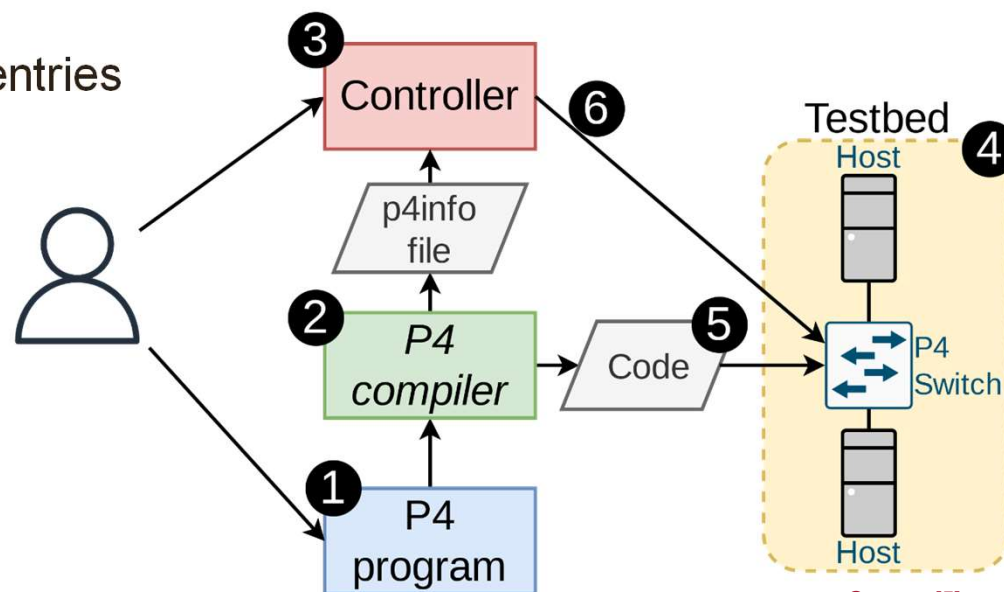 entries
3
Controller
6
Testbed
Host
4
p4info
file
2
P4
compiler
Code
5
P4
Switch
1
P4
program
Host